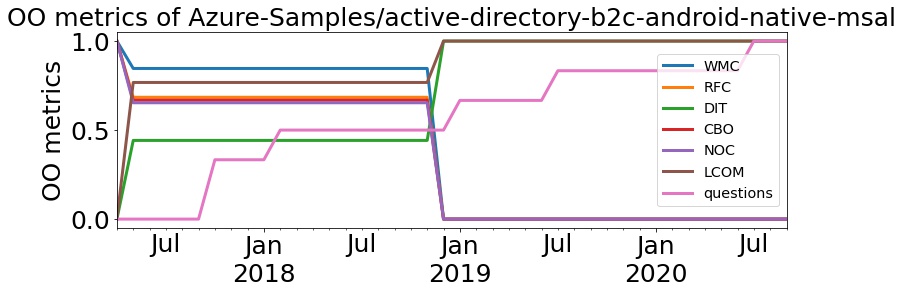 OO metrics of Azure-Samples/active-directory-b2c-android-native-msal
OO metrics
1.0
0.5
0.0
WMC
RFC
DIT
CBO
NOC
LCOM
questions
Jul
Jan
2018
Jul
Jan
2019
Jul
Jan
2020
Jul